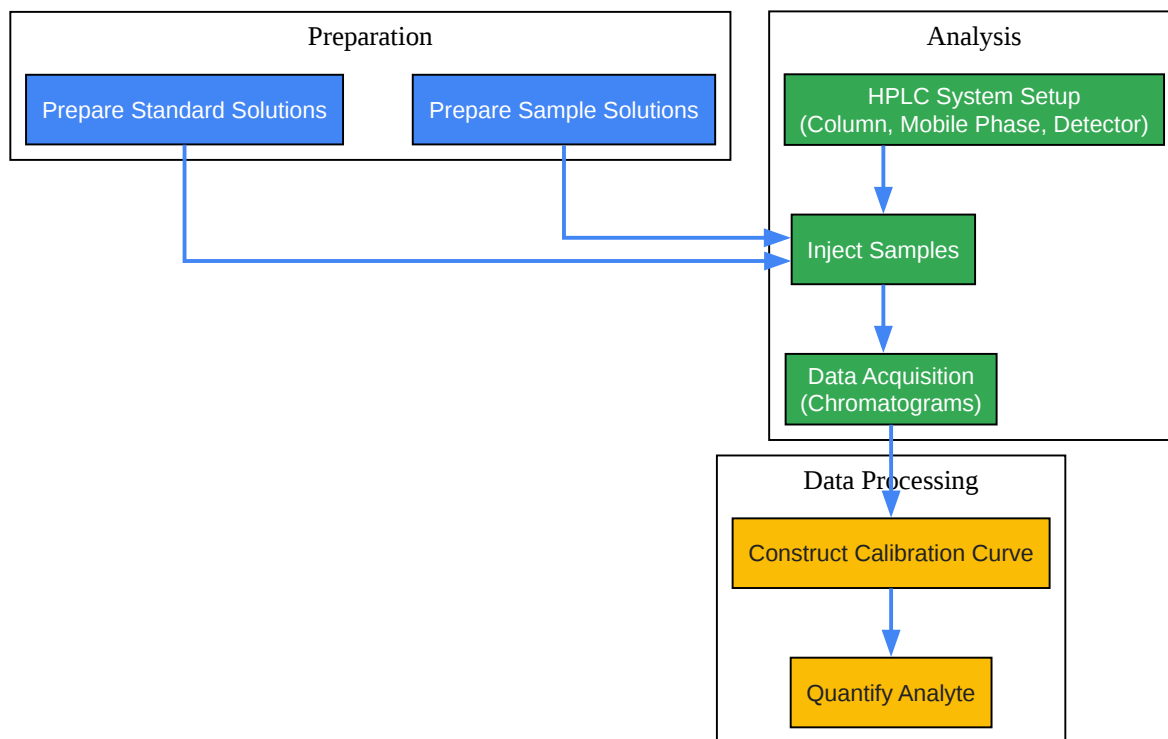 Preparation
Prepare Standard Solutions
Prepare Sample Solutions
Analysis
HPLC System Setup
(Column, Mobile Phase, Detector)
Inject Samples
Data Acquisition
(Chromatograms)
Data Processing
Construct Calibration Curve
Quantify Analyte